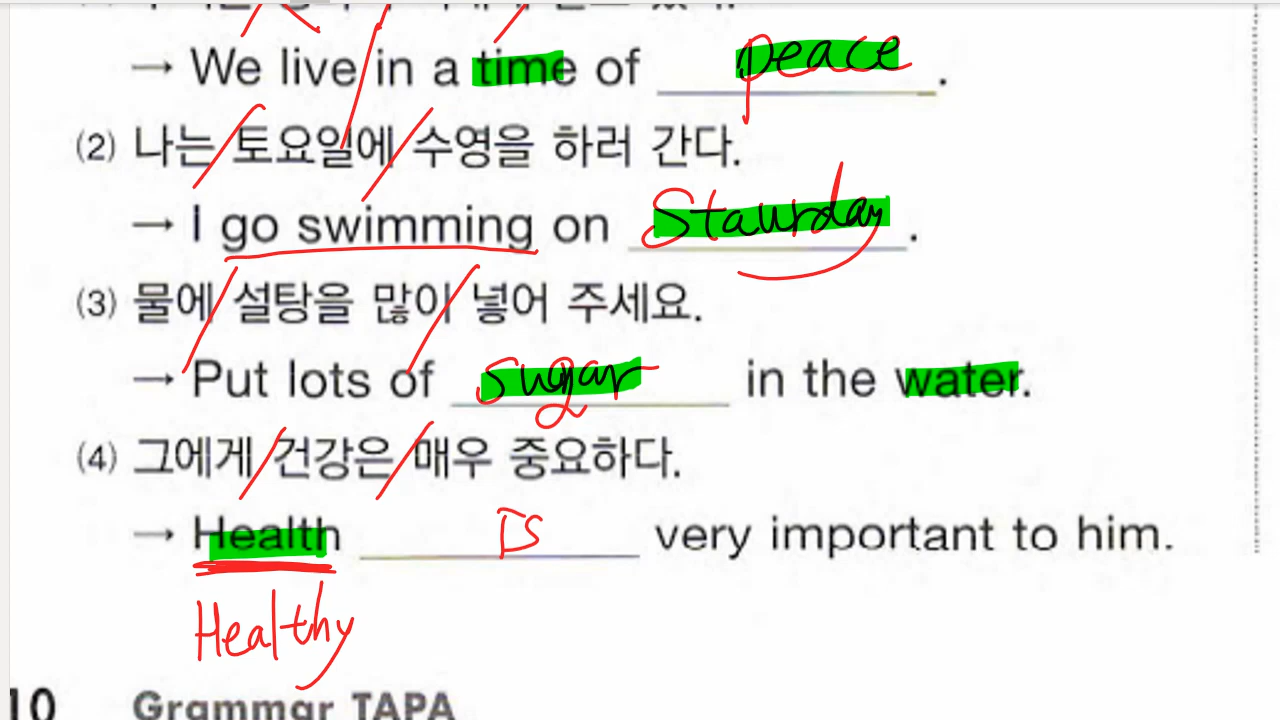 → We live in a time of peace.
(2) 나는 토요일에 수영을 하러 간다.
→ I go swimming on Staurday.
(3) 물에 설탕을 많이 넣어 주세요.
→ Put lots of sugar in the water.
(4) 그에게 건강은 매우 중요하다.
→ Health is very important to him.
Healthy
10 Grammar TAPA